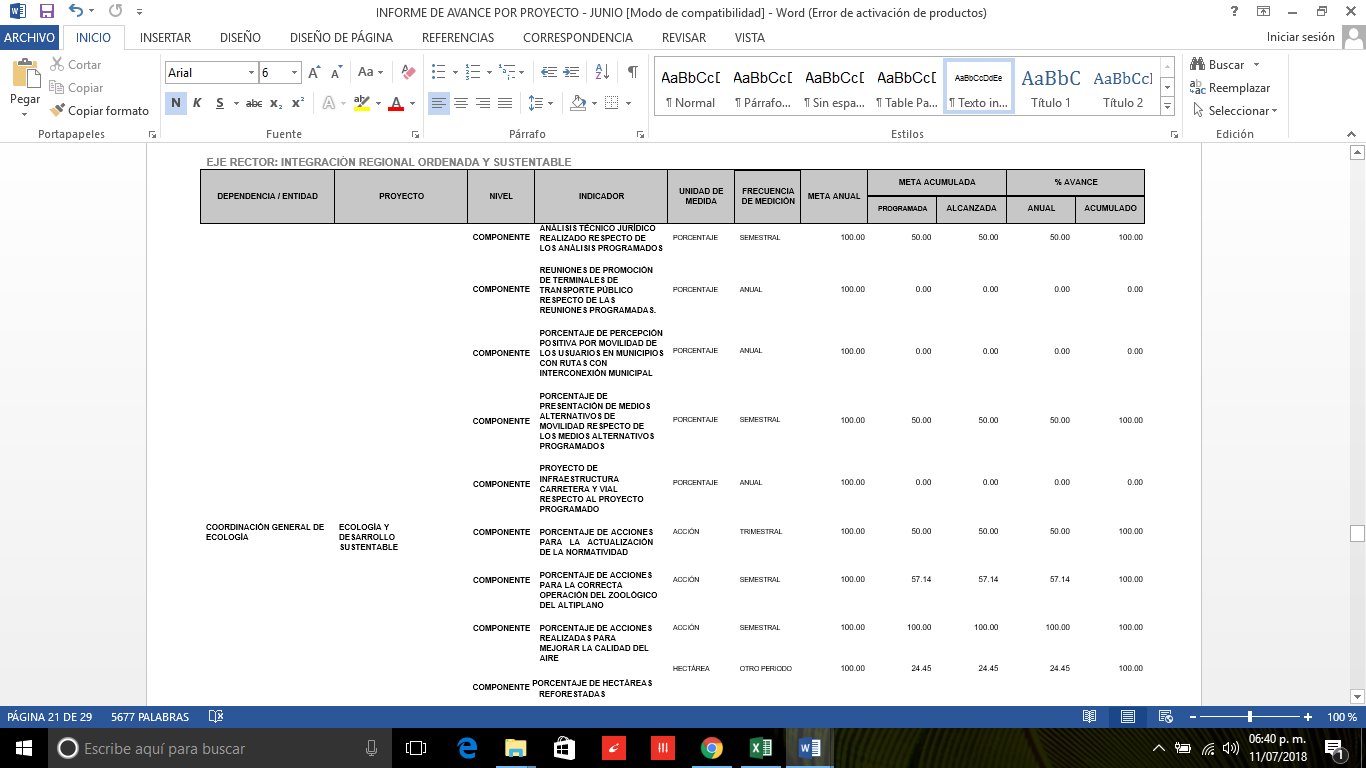 INFORME DE AVANCE POR PROYECTO - JUNIO [Modo de compatibilidad] - Word (Error de activación de productos)
ARCHIVO INICIO INSERTAR DISEÑO DISEÑO DE PÁGINA REFERENCIAS CORRESPONDENCIA REVISAR VISTA Iniciar sesión
Pegar
Cortar
Copiar
Copiar formato
Portapapeles
Arial 6
N K S abc x₂ x²
Fuente
Párrafo
AaBbCcI AaBbCcI AaBbCcI AaBbCcI AaBbCcDdEe AaBbC AaBbCcI
¶ Normal ¶ Párrafo... ¶ Sin espa... ¶ Table Pa... ¶ Texto in... Título 1 Título 2
Estilos
Buscar
Reemplazar
Seleccionar
Edición
EJE RECTOR: INTEGRACIÓN REGIONAL ORDENADA Y SUSTENTABLE
DEPENDENCIA / ENTIDAD PROYECTO NIVEL INDICADOR UNIDAD DE MEDIDA FRECUENCIA DE MEDICIÓN META ANUAL META ACUMULADA % AVANCE
PROGRAMADA ALCANZADA ANUAL ACUMULADO
ANÁLISIS TÉCNICO JURÍDICO
COMPONENTE REALIZADO RESPECTO DE PORCENTAJE SEMESTRAL 100.00 50.00 50.00 50.00 100.00
LOS ANÁLISIS PROGRAMADOS
REUNIONES DE PROMOCIÓN
DE TERMINALES DE
COMPONENTE TRANSPORTE PÚBLICO PORCENTAJE ANUAL 100.00 0.00 0.00 0.00 0.00
RESPECTO DE LAS
REUNIONES PROGRAMADAS.
PORCENTAJE DE PERCEPCIÓN
POSITIVA POR MOVILIDAD DE
COMPONENTE LOS USUARIOS EN MUNICIPIOS PORCENTAJE ANUAL 100.00 0.00 0.00 0.00 0.00
CON RUTAS CON
INTERCONEXIÓN MUNICIPAL
PORCENTAJE DE
PRESENTACIÓN DE MEDIOS
COMPONENTE ALTERNATIVOS DE PORCENTAJE SEMESTRAL 100.00 50.00 50.00 50.00 100.00
MOVILIDAD RESPECTO DE
LOS MEDIOS ALTERNATIVOS
PROGRAMADOS
PROYECTO DE
INFRAESTRUCTURA
COMPONENTE CARRETERA Y VIAL PORCENTAJE ANUAL 100.00 0.00 0.00 0.00 0.00
RESPECTO AL PROYECTO
PROGRAMADO
COORDINACIÓN GENERAL DE ECOLOGÍA
ECOLOGÍA Y DESARROLLO SUSTENTABLE
COMPONENTE PORCENTAJE DE ACCIONES ACCIÓN TRIMESTRAL 100.00 50.00 50.00 50.00 100.00
PARA LA ACTUALIZACIÓN
DE LA NORMATIVIDAD
COMPONENTE PORCENTAJE DE ACCIONES ACCIÓN SEMESTRAL 100.00 57.14 57.14 57.14 100.00
PARA LA CORRECTA
OPERACIÓN DEL ZOOLÓGICO
DEL ALTIPLANO
COMPONENTE PORCENTAJE DE ACCIONES ACCIÓN SEMESTRAL 100.00 100.00 100.00 100.00 100.00
REALIZADAS PARA
MEJORAR LA CALIDAD DEL
AIRE
HECTÁREA OTRO PERIODO 100.00 24.45 24.45 24.45 100.00
COMPONENTE PORCENTAJE DE HECTÁREAS
REFORESTADAS
PÁGINA 21 DE 29 5677 PALABRAS 100 %
Escribe aquí para buscar
06:40 p. m.
11/07/2018
1